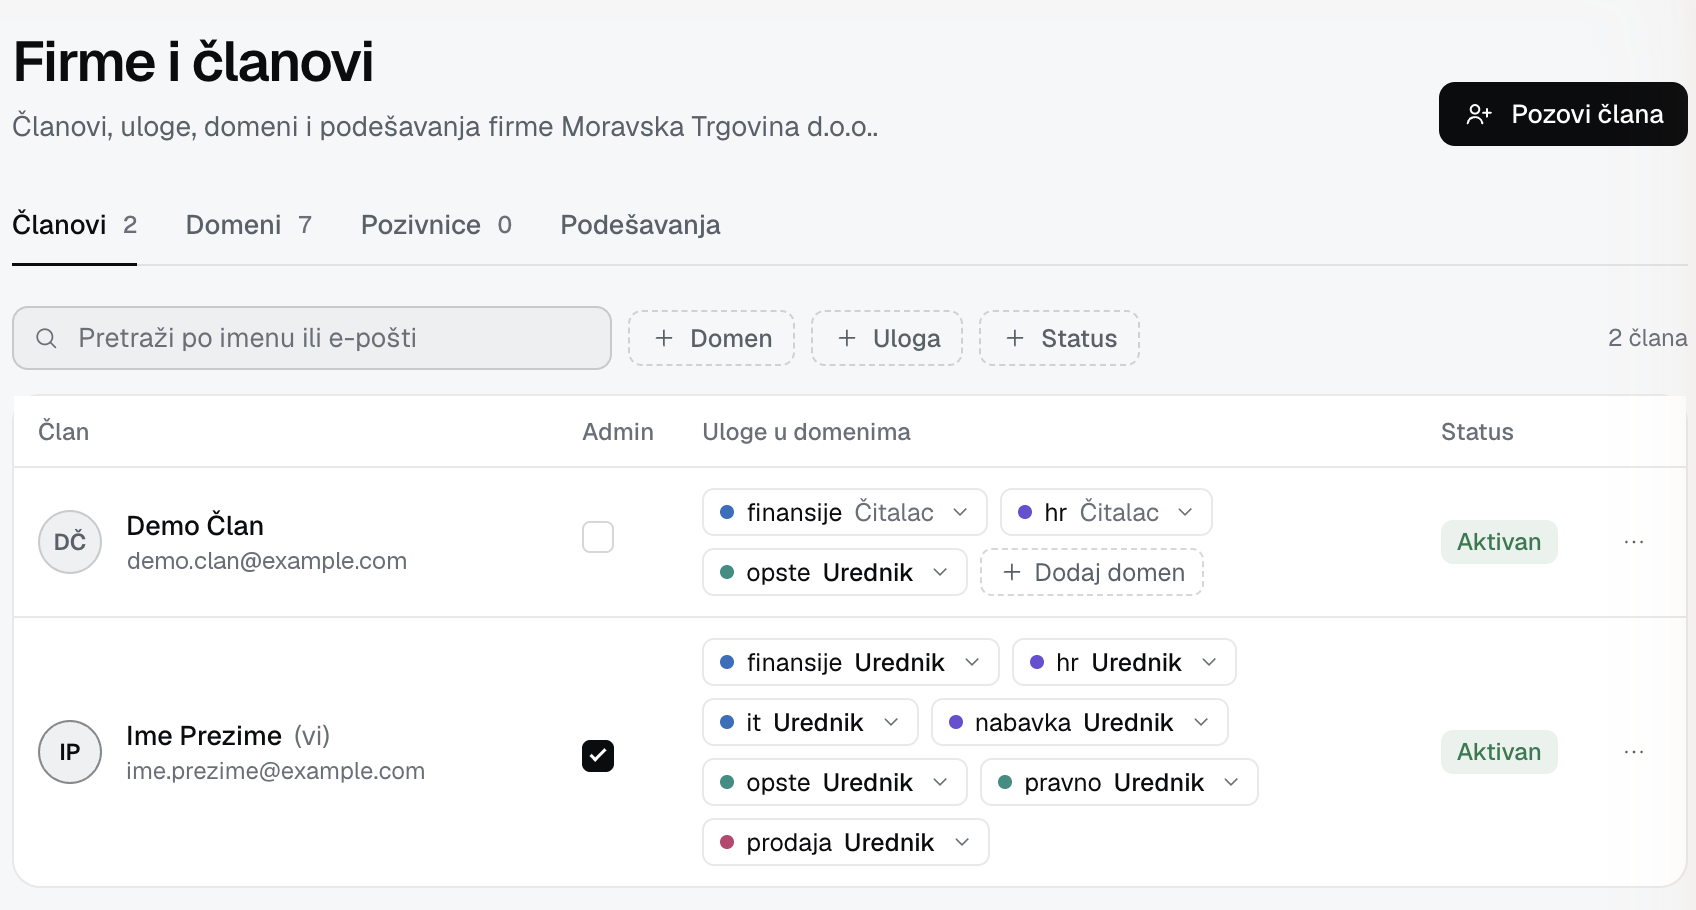 Firme i članovi
Članovi, uloge, domeni i podešavanja firme Moravska Trgovina d.o.o..
Pozovi člana
Članovi 2 Domeni 7 Pozivnice 0 Podešavanja
Pretraži po imenu ili e-pošti + Domen + Uloga + Status 2 člana
Član Admin Uloge u domenima Status
DČ
Demo Član
demo.clan@example.com
finansije Čitalac hr Čitalac
opste Urednik + Dodaj domen
Aktivan ...
IP
Ime Prezime (vi)
ime.prezime@example.com
finansije Urednik hr Urednik
it Urednik nabavka Urednik
opste Urednik pravno Urednik
prodaja Urednik
Aktivan ...